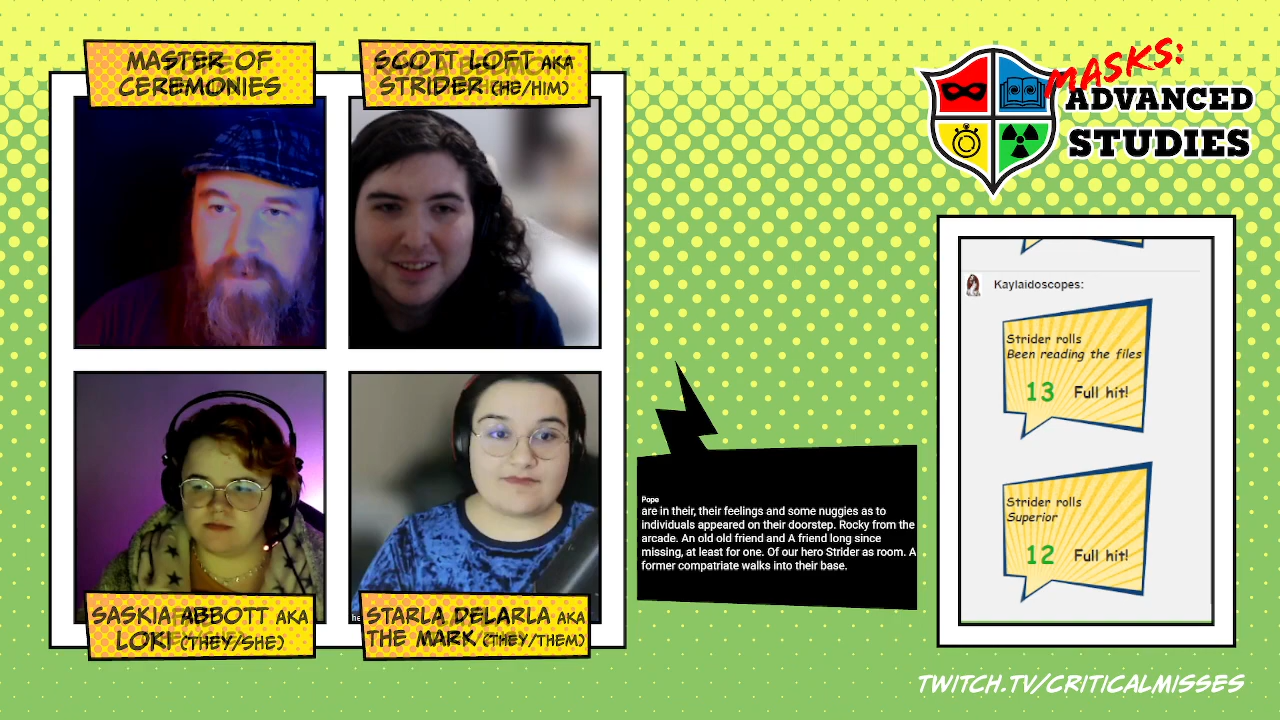 MASTER OF
CEREMONIES
SCOTT LOFT AKA
STRIDER (HE/HIM)
SASKIA ABBOTT AKA
LOKI (THEY/SHE)
he
STARLA DELARLA AKA
THE MARK (THEY/THEM)
Pope
are in their, their feelings and some nuggies as to
individuals appeared on their doorstep. Rocky from the
arcade. An old old friend and A friend long since
missing, at least for one. Of our hero Strider as room. A
former compatriate walks into their base.
MASKS:
ADVANCED
STUDIES
Kaylaidoscopes:
Strider rolls
Been reading the files
13 Full hit!
Strider rolls
Superior
12 Full hit!
TWITCH.TV/CRITICALMISSES